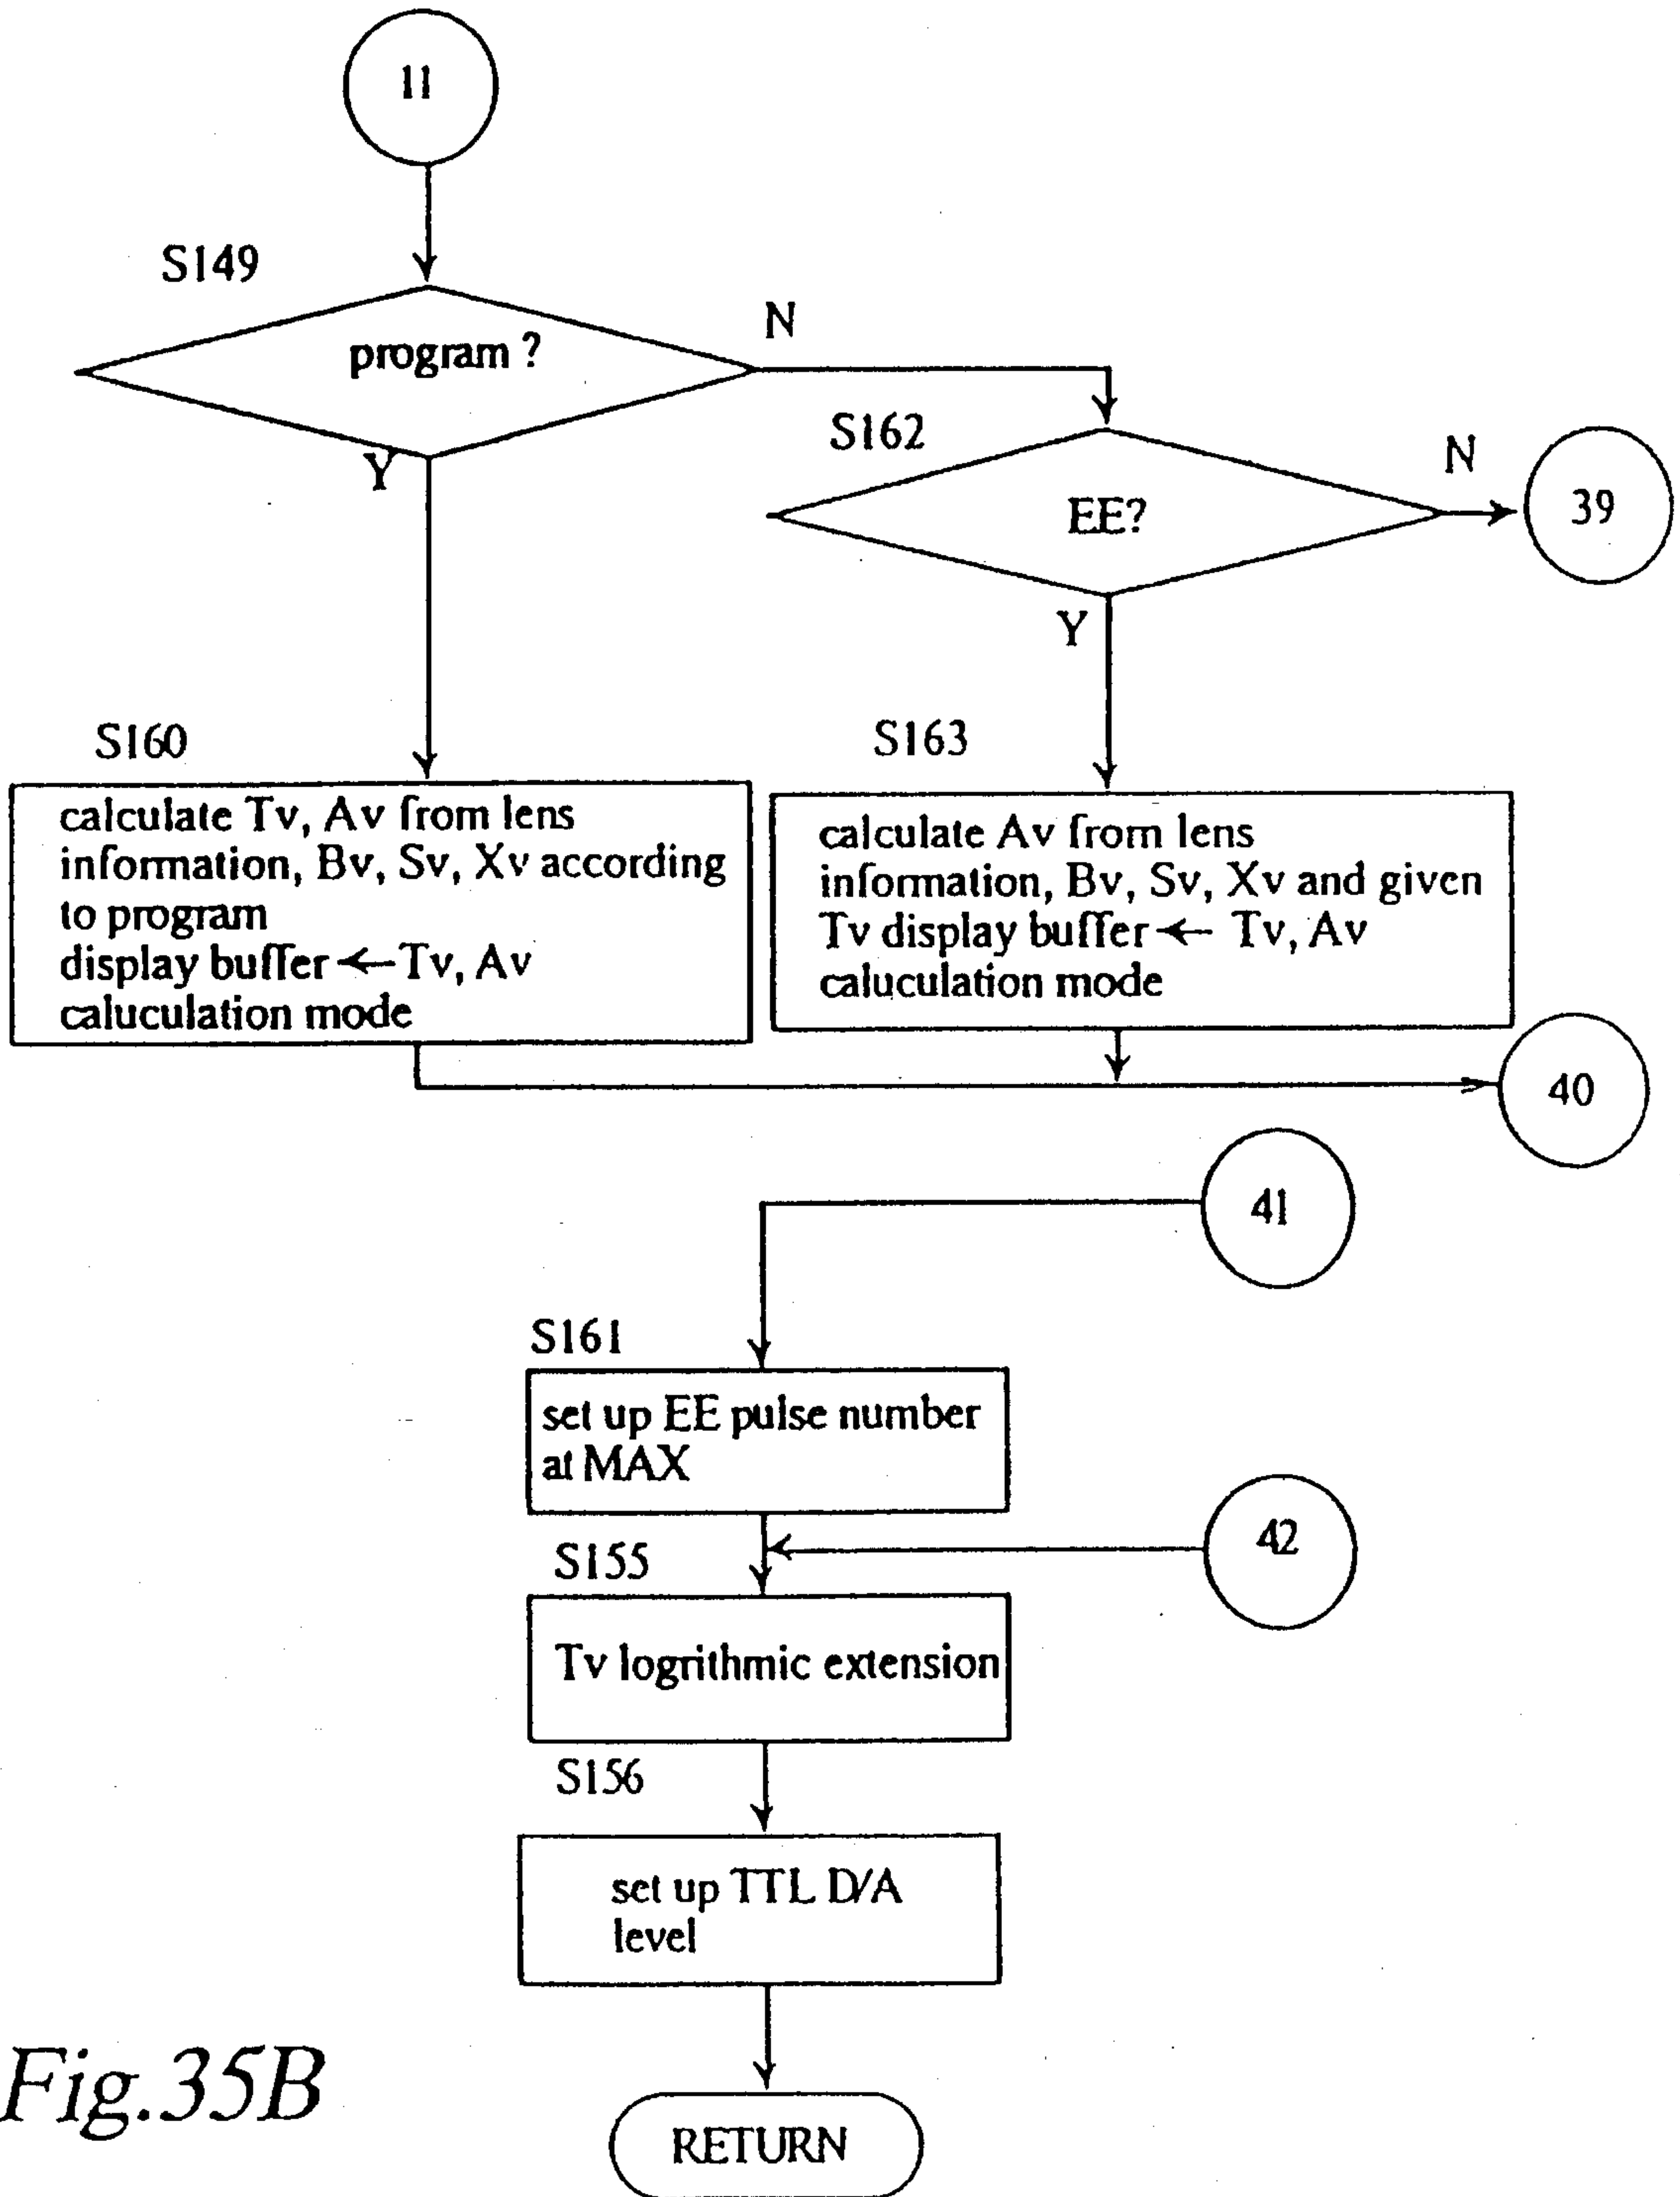 11
S149
program ?
N
Y
S162
EE?
N
39
Y
S160
calculate Tv, Av from lens
information, Bv, Sv, Xv according
to program
display buffer ← Tv, Av
caluculation mode
S163
calculate Av from lens
information, Bv, Sv, Xv and given
Tv display buffer ← Tv, Av
caluculation mode
40
41
S161
set up EE pulse number
at MAX
42
S155
Tv logrithmic extension
S156
set up TTL D/A
level
RETURN
Fig.35B